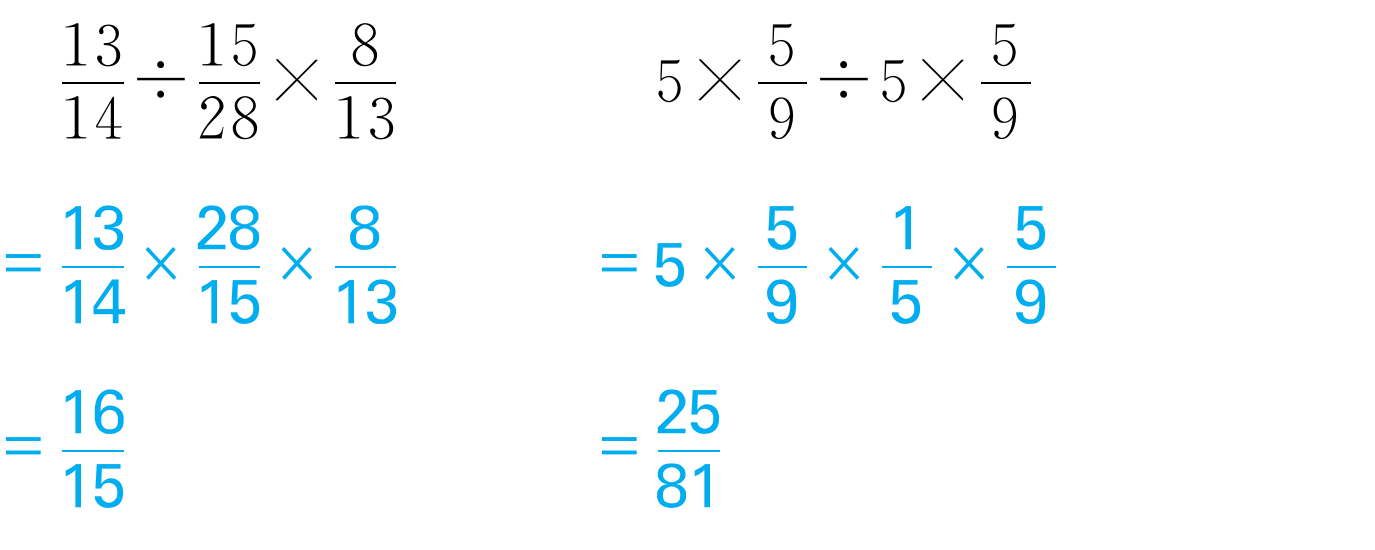 13/14 ÷ 15/28 × 8/13
= 13/14 × 28/15 × 8/13
= 16/15
5 × 5/9 ÷ 5 × 5/9
= 5 × 5/9 × 1/5 × 5/9
= 25/81